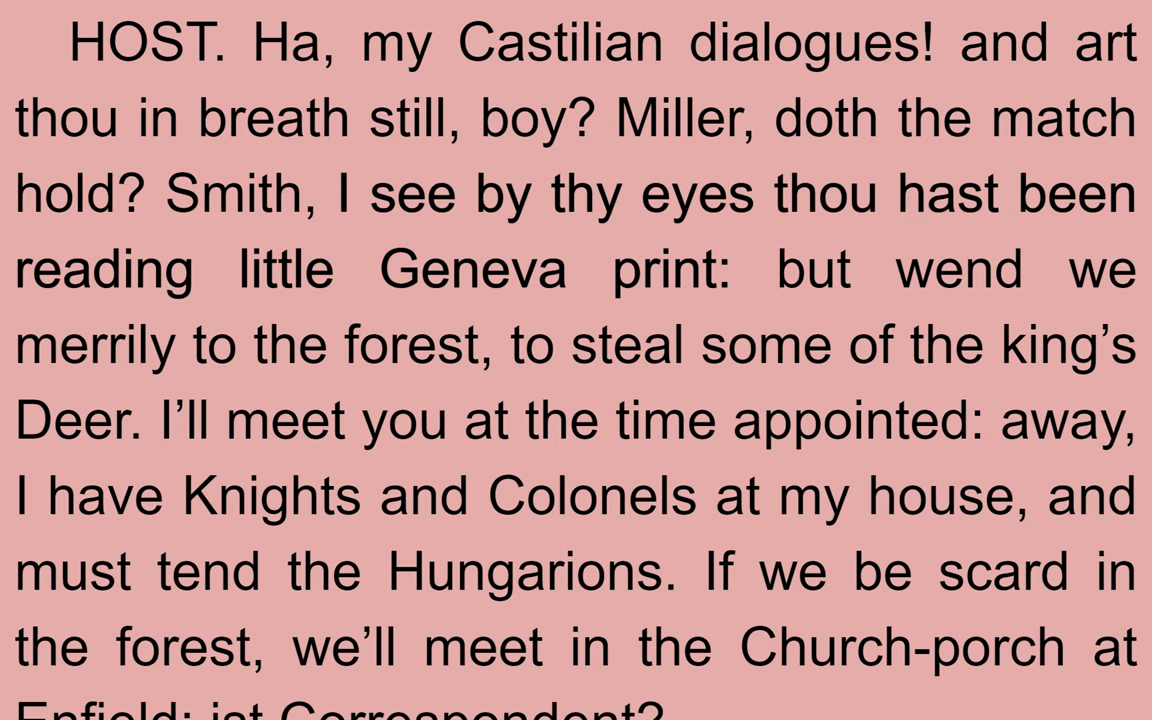 HOST. Ha, my Castilian dialogues! and art
thou in breath still, boy? Miller, doth the match
hold? Smith, I see by thy eyes thou hast been
reading little Geneva print: but wend we
merrily to the forest, to steal some of the king’s
Deer. I’ll meet you at the time appointed: away,
I have Knights and Colonels at my house, and
must tend the Hungarions. If we be scard in
the forest, we’ll meet in the Church-porch at
Enfield: ist Correspondent?